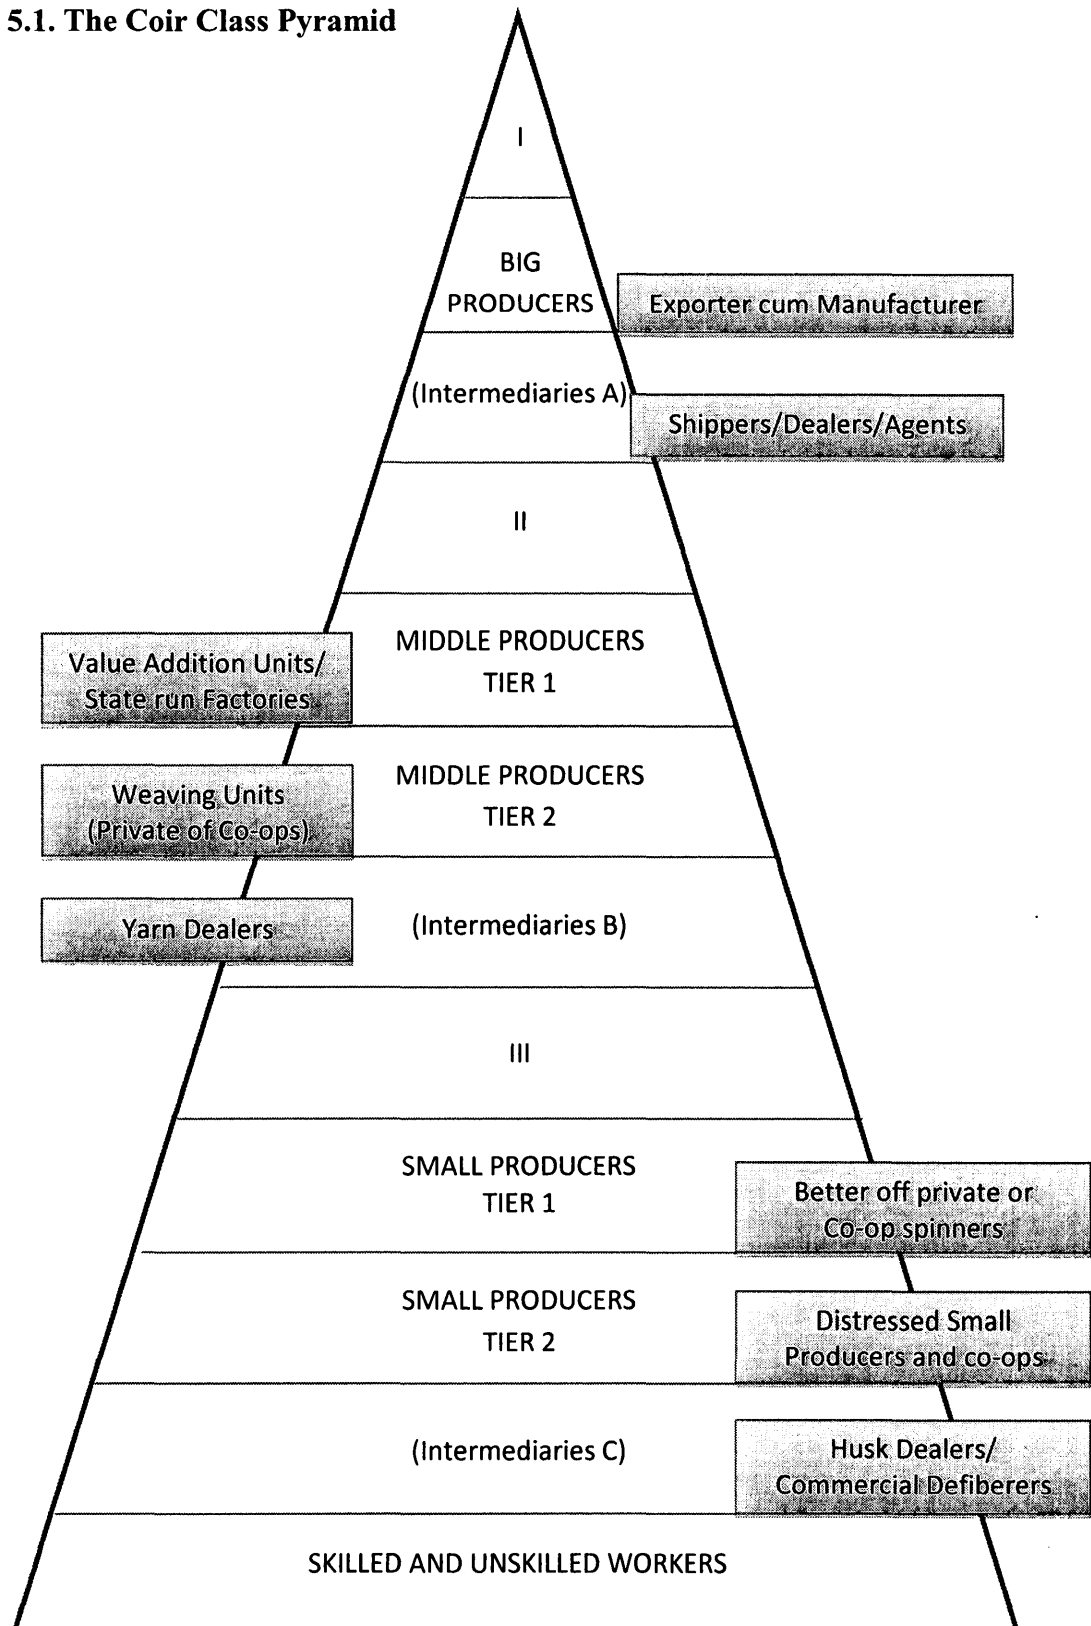 5.1. The Coir Class Pyramid
I
BIG
PRODUCERS
Exporter cum Manufacturer
(Intermediaries A)
Shippers/Dealers/Agents
II
MIDDLE PRODUCERS
TIER 1
Value Addition Units/
State run Factories
MIDDLE PRODUCERS
TIER 2
Weaving Units
(Private of Co-ops)
Yarn Dealers
(Intermediaries B)
III
SMALL PRODUCERS
TIER 1
Better off private or
Co-op spinners
SMALL PRODUCERS
TIER 2
Distressed Small
Producers and co-ops
(Intermediaries C)
Husk Dealers/
Commercial Defiberers
SKILLED AND UNSKILLED WORKERS